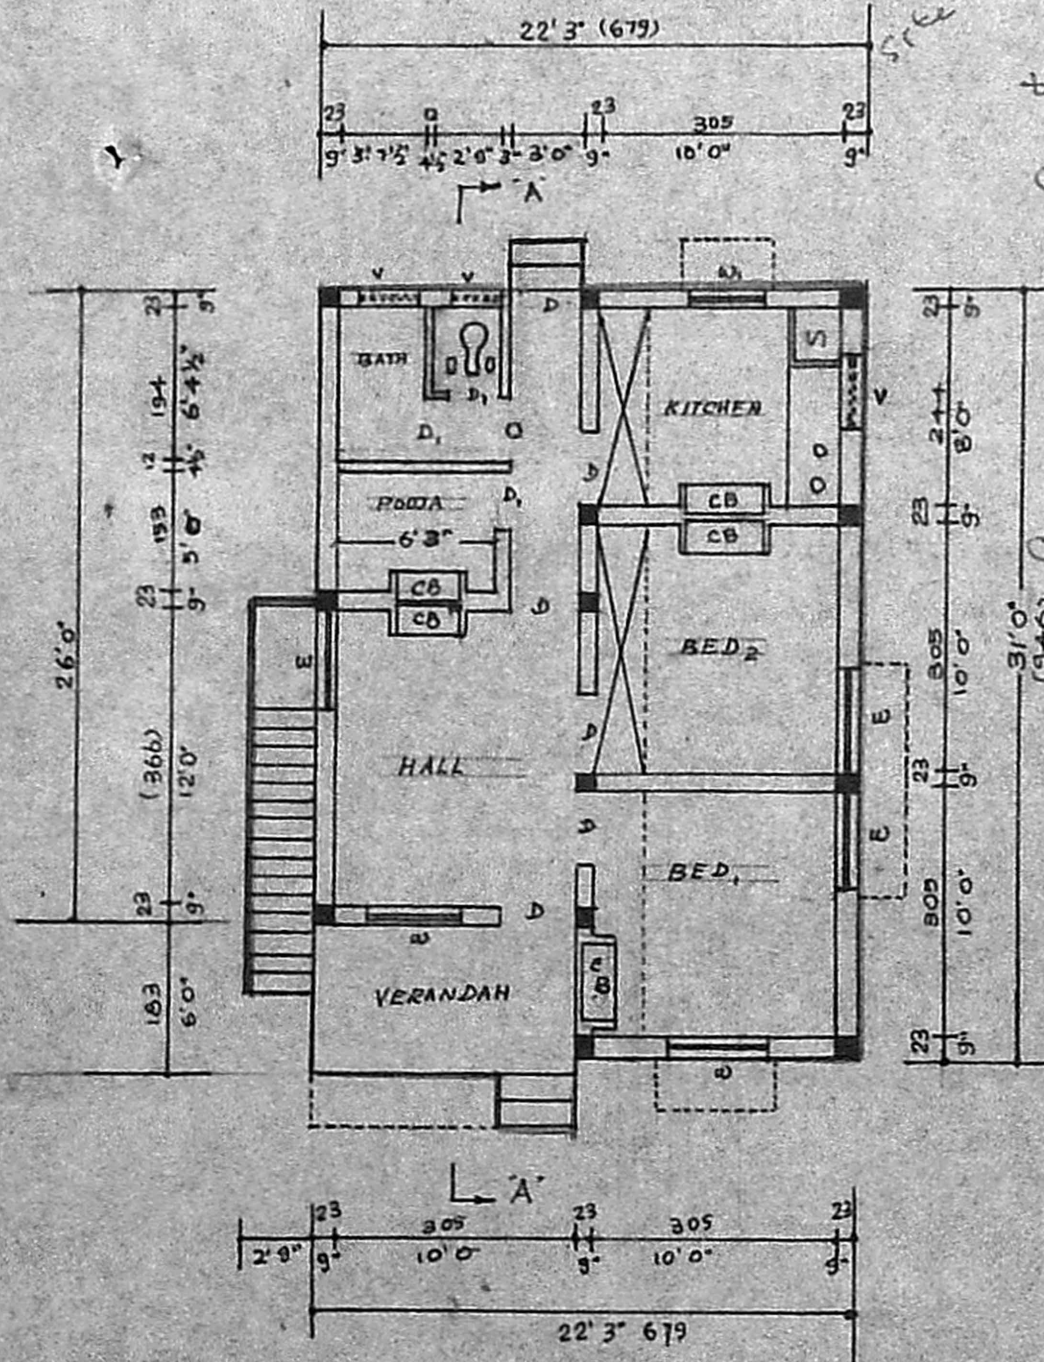 22' 3" (679)
23 23 305 23
9" 3' 7½" 4½" 2'9" 3" 3'0" 9" 10'0" 9"
"A"
V V W1
D
23 9"
23 9"
BATH
S
194 6' 4½"
D1
KITCHEN
V
244 8'0"
D1
D
12 4½"
POOJA
D1
CB
23 9"
153 5' 0"
6' 3"
CB
CB
23 9"
CB
D
BED2
26'0"
E
305 10' 0"
31'0"
E
D
HALL
(366) 12'0"
23 9"
D
E
BED1
305 10' 0"
23 9"
D
W
CB
VERANDAH
183 6'0"
23 9"
W
"A"
23 305 23 305 23
2' 9" 9" 10' 0" 9" 10' 0" 9"
22' 3" 679